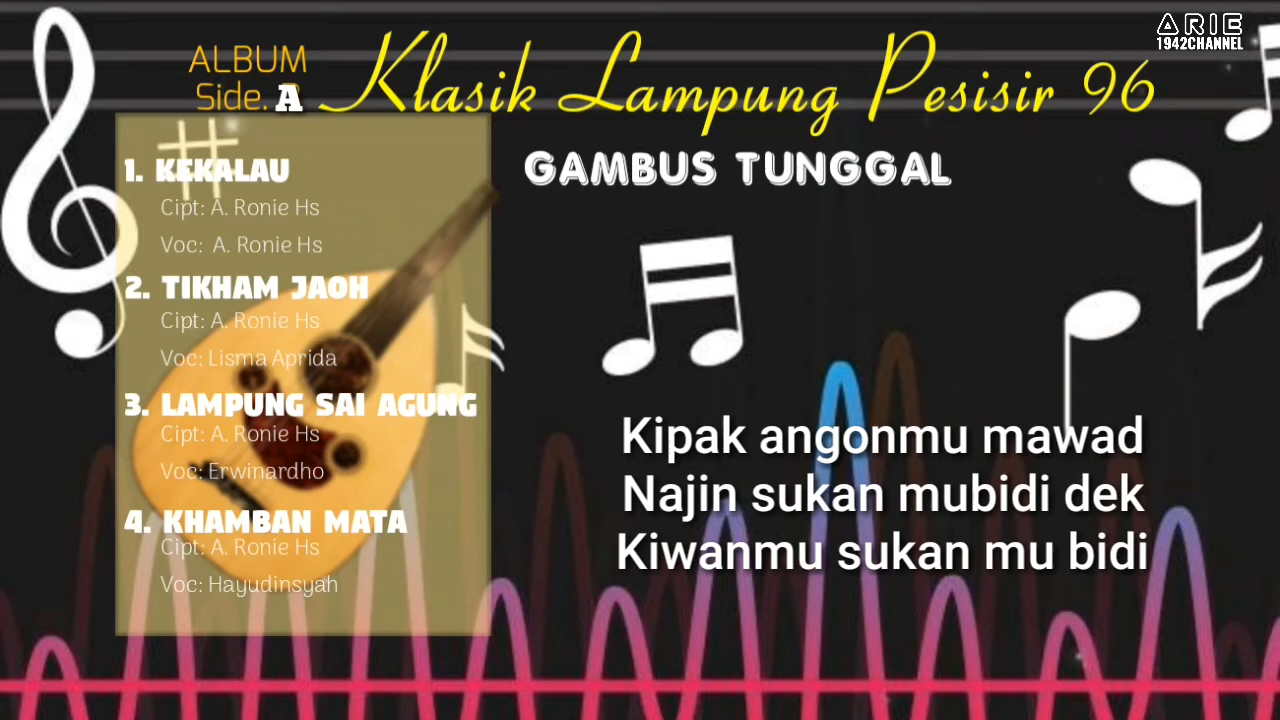 ARIE
1942CHANNEL
ALBUM
Side. A
Klasik Lampung Pesisir 96
GAMBUS TUNGGAL
1. KEKALAU
Cipt: A. Ronie Hs
Voc: A. Ronie Hs
2. TIKHAM JAOH
Cipt: A. Ronie Hs
Voc: Lisma Aprida
3. LAMPUNG SAI AGUNG
Cipt: A. Ronie Hs
Voc: Erwinardho
4. KHAMBAN MATA
Cipt: A. Ronie Hs
Voc: Hayudinsyah
Kipak angonmu mawad
Najin sukan mubidi dek
Kiwanmu sukan mu bidi